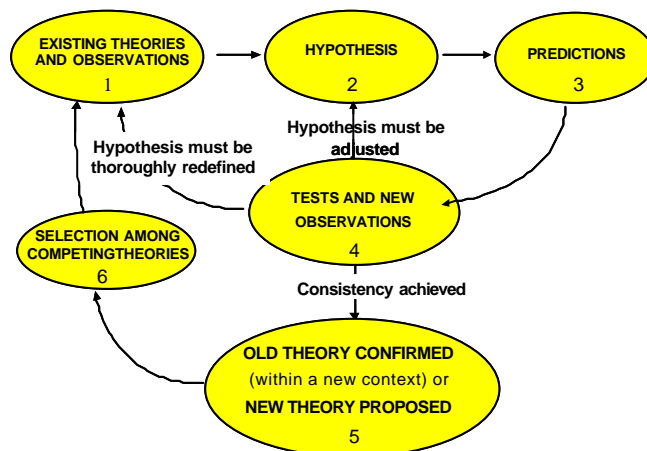 EXISTING THEORIES
AND OBSERVATIONS
1
HYPOTHESIS
2
PREDICTIONS
3
Hypothesis must be
thoroughly redefined
Hypothesis must be
adjusted
TESTS AND NEW
OBSERVATIONS
4
SELECTION AMONG
COMPETINGTHEORIES
6
Consistency achieved
OLD THEORY CONFIRMED
(within a new context) or
NEW THEORY PROPOSED
5